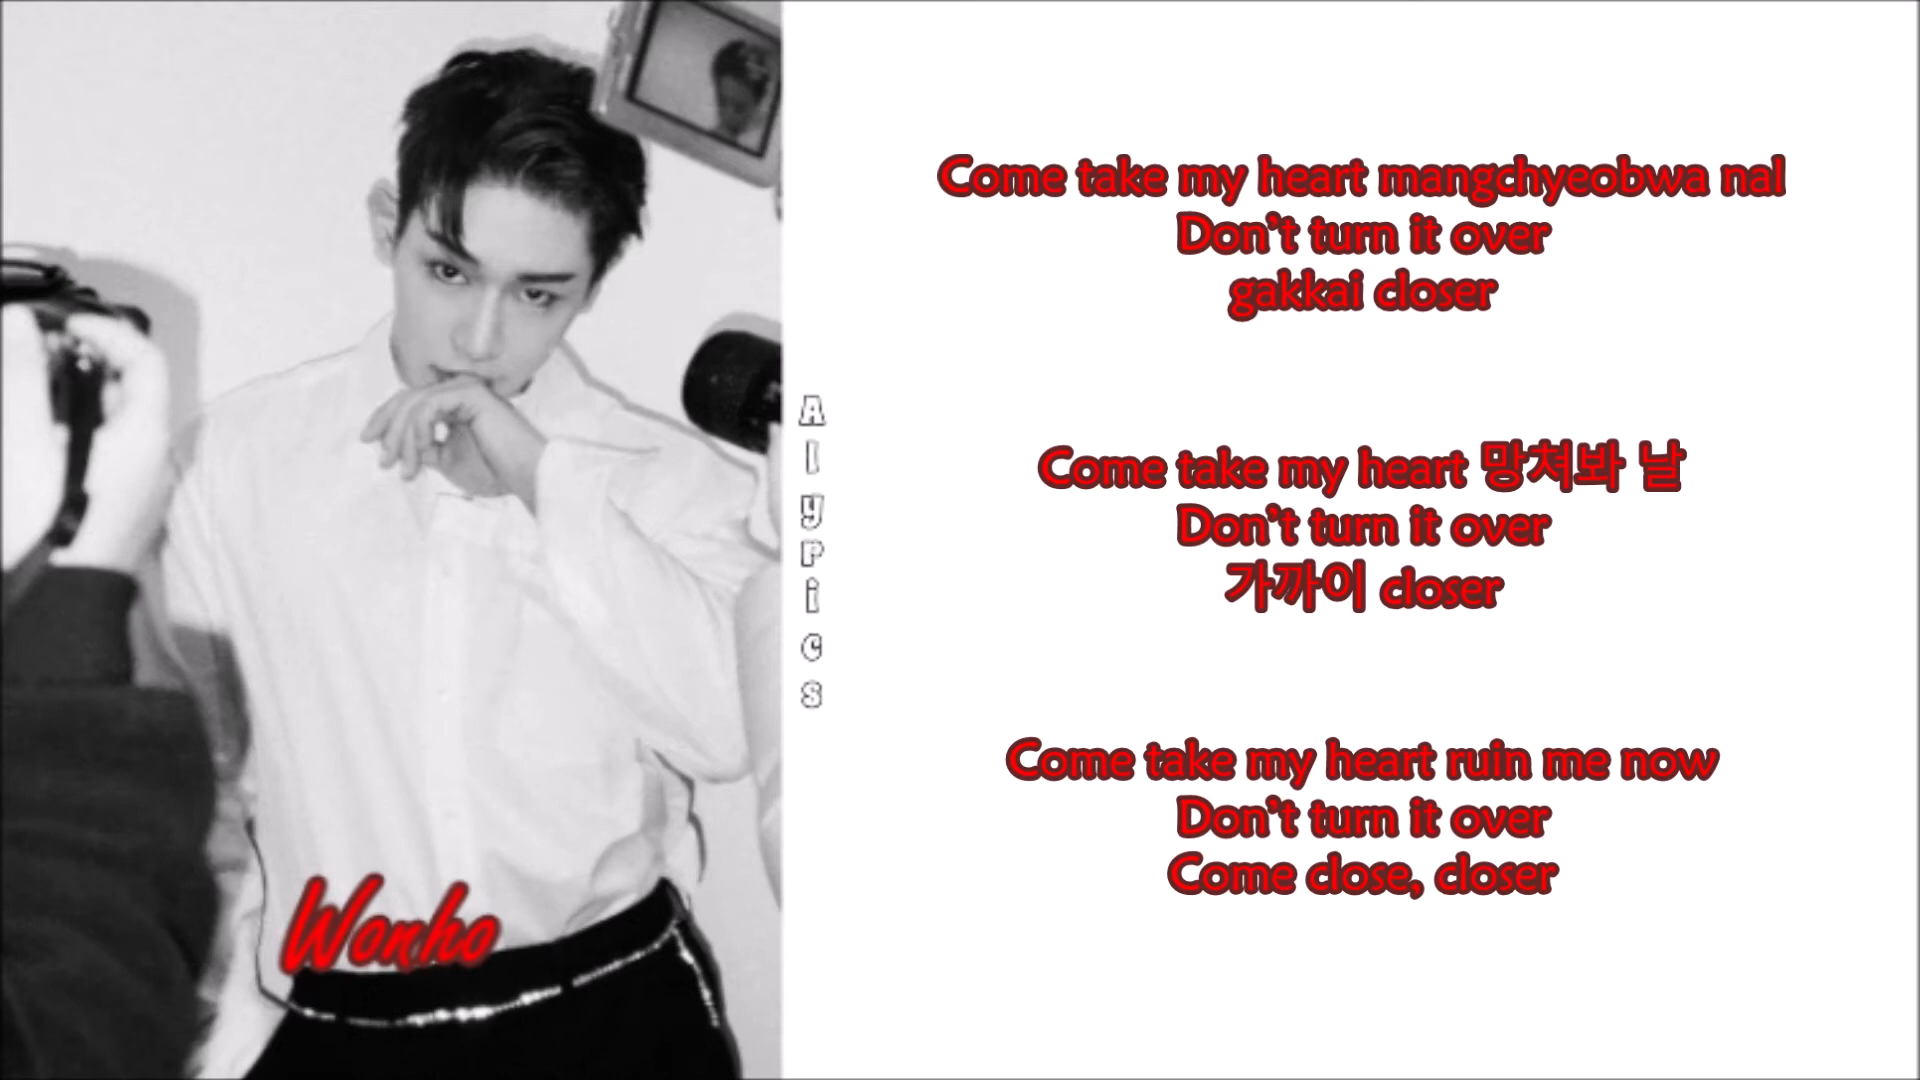 Wonho
Alypics
Come take my heart mangchyeobwa nal
Don't turn it over
gakkai closer
Come take my heart 망쳐봐 날
Don't turn it over
가까이 closer
Come take my heart ruin me now
Don't turn it over
Come close, closer